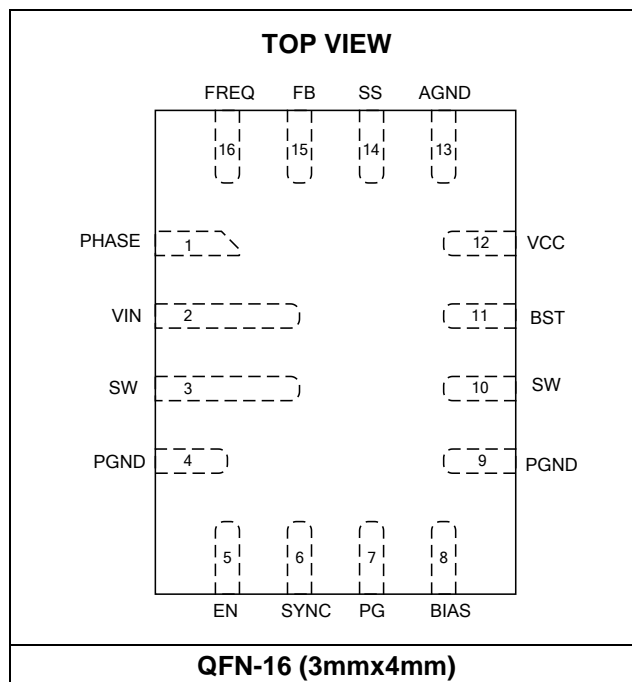 TOP VIEW
FREQ FB SS AGND
16 15 14 13
PHASE 1 12 VCC
VIN 2 11 BST
SW 3 10 SW
PGND 4 9 PGND
5 6 7 8
EN SYNC PG BIAS
QFN-16 (3mmx4mm)